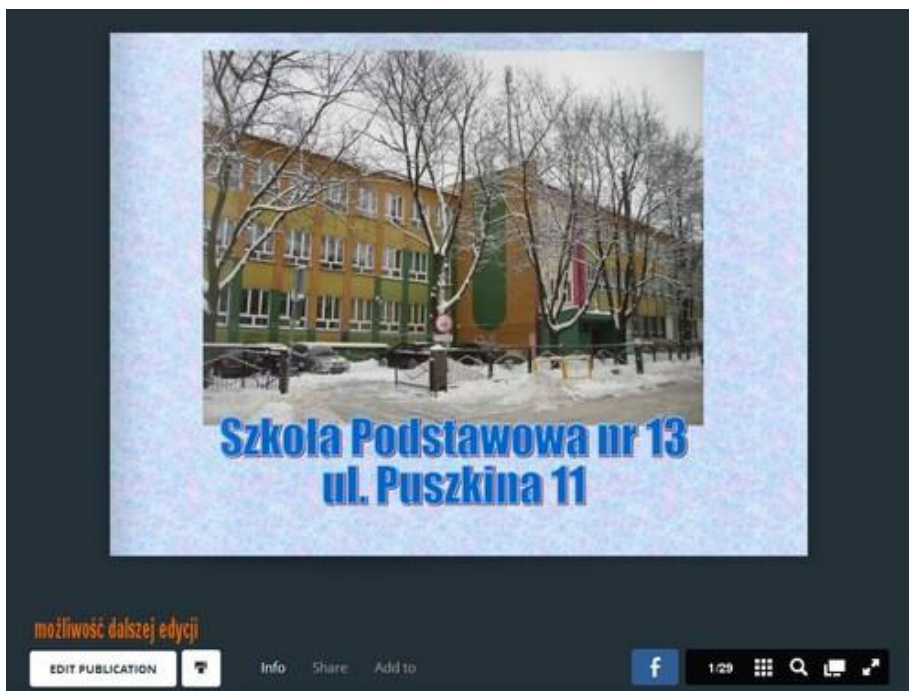 Szkoła Podstawowa nr 13
ul. Puszkina 11
możliwość dalszej edycji
EDIT PUBLICATION Info Share Add to f 1/29